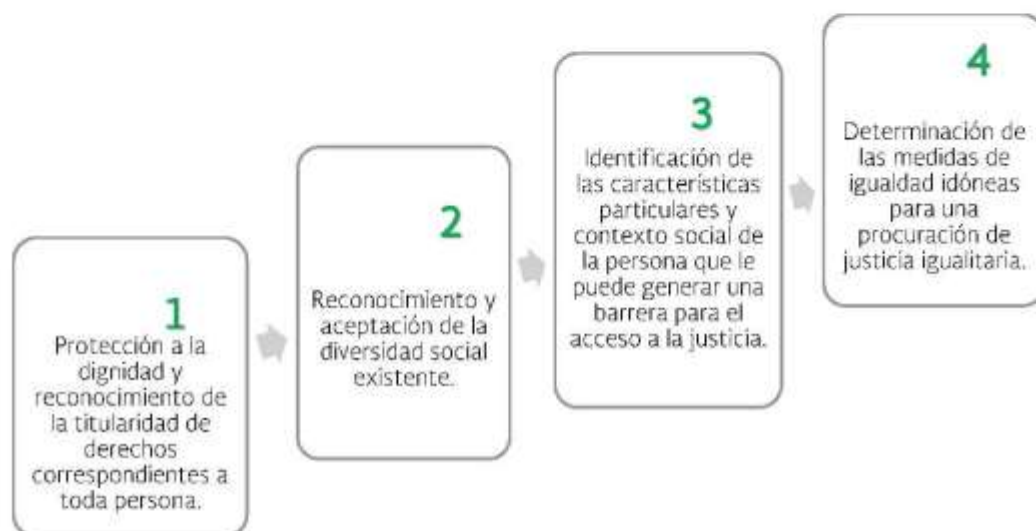 1
Protección a la
dignidad y
reconocimiento de
la titularidad de
derechos
correspondientes a
toda persona.
2
Reconocimiento y
aceptación de la
diversidad social
existente.
3
Identificación de
las características
particulares y
contexto social de
la persona que le
puede generar una
barrera para el
acceso a la justicia.
4
Determinación de
las medidas de
igualdad idóneas
para una
procuración de
justicia igualitaria.